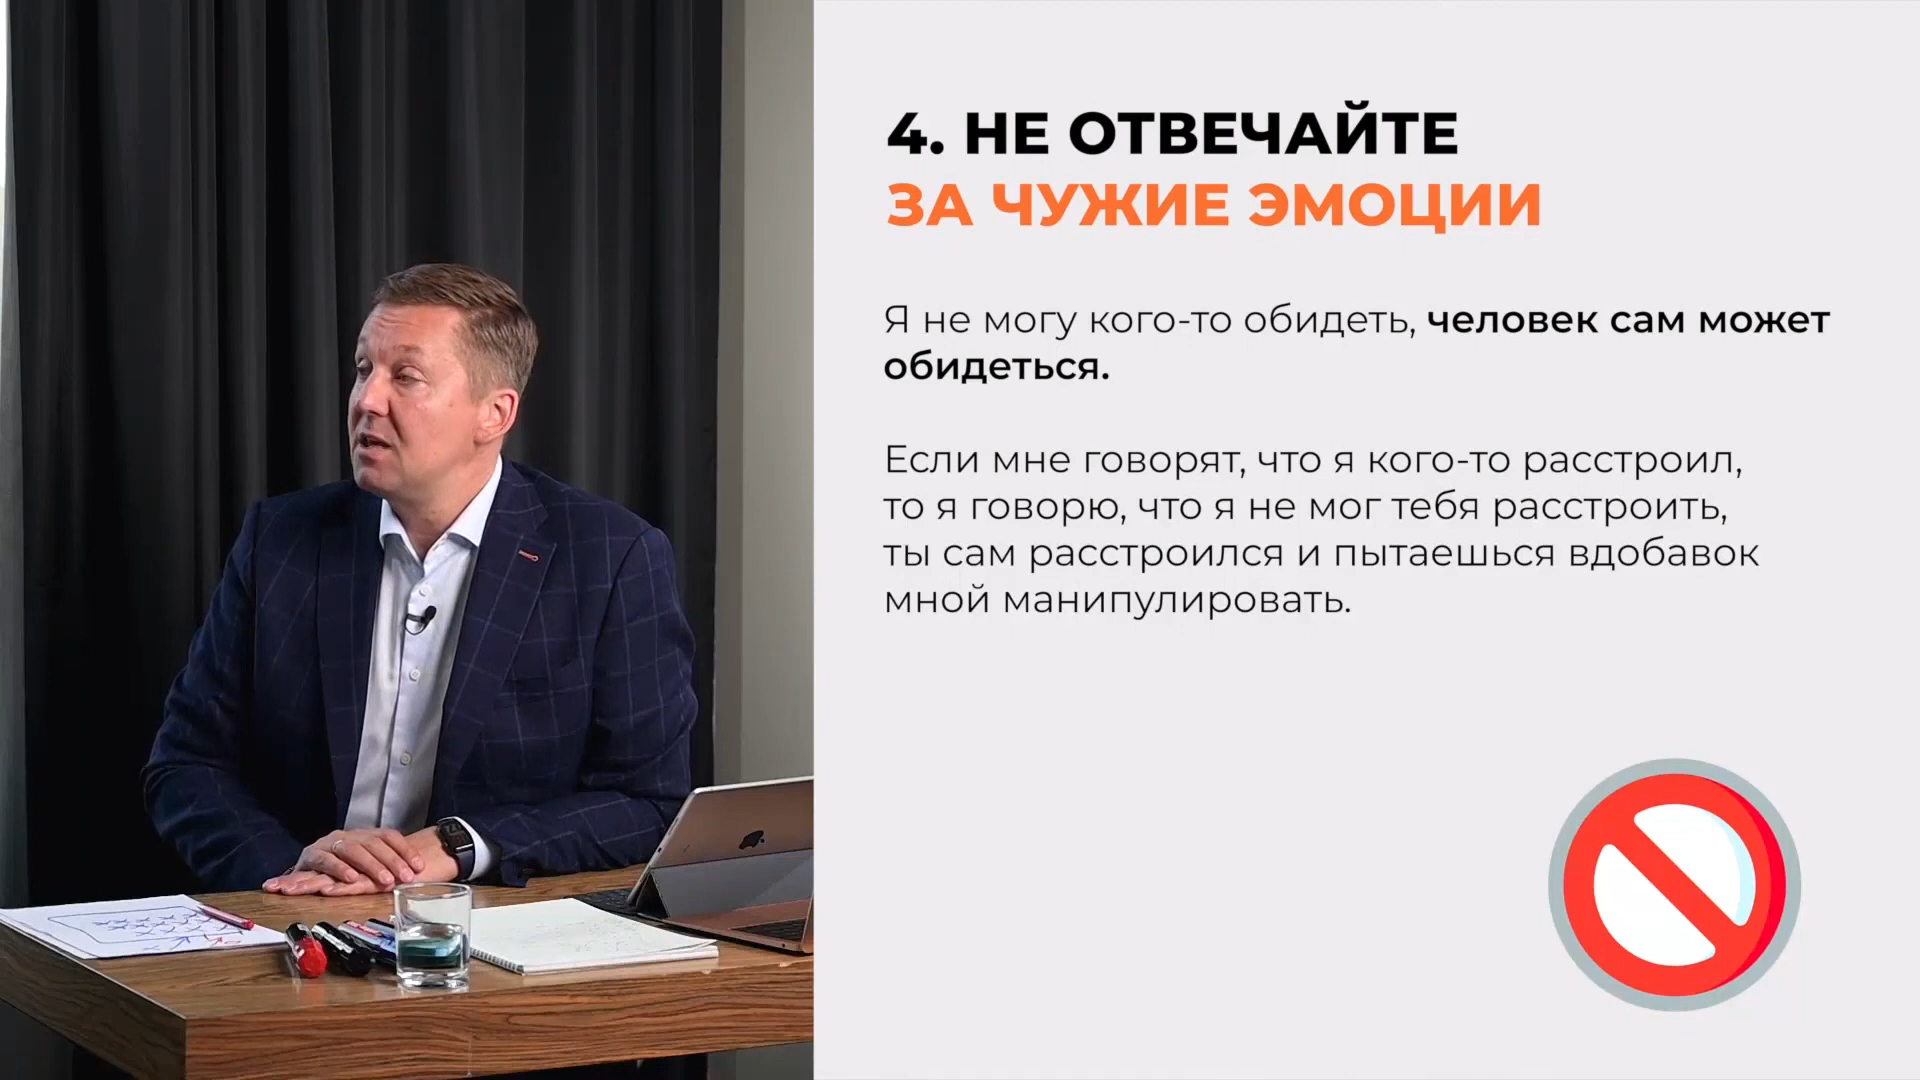 4. НЕ ОТВЕЧАЙТЕ
ЗА ЧУЖИЕ ЭМОЦИИ
Я не могу кого-то обидеть, человек сам может
обидеться.
Если мне говорят, что я кого-то расстроил,
то я говорю, что я не мог тебя расстроить,
ты сам расстроился и пытаешься вдобавок
мной манипулировать.